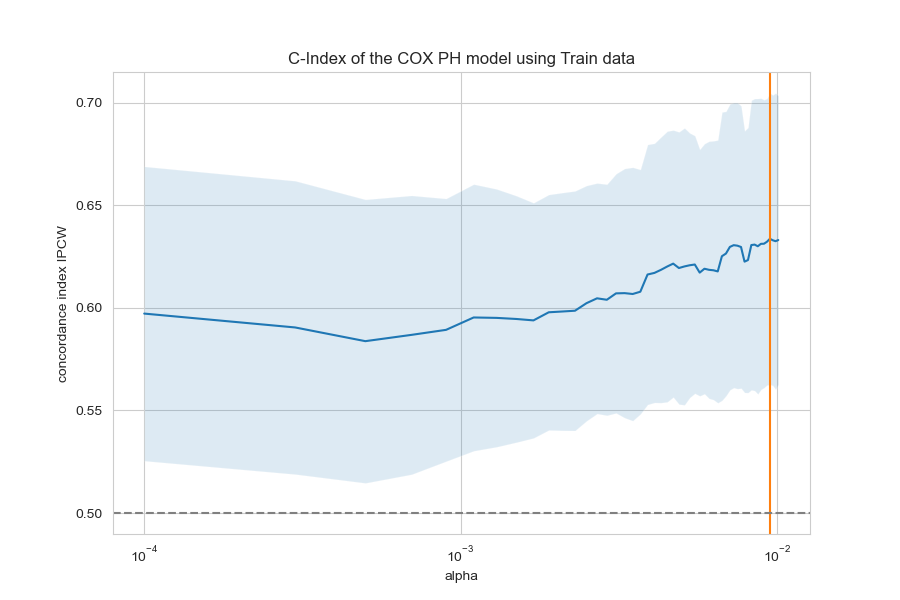 C-Index of the COX PH model using Train data
concordance index IPCW
0.70
0.65
0.60
0.55
0.50
10⁻⁴ 10⁻³ 10⁻²
alpha